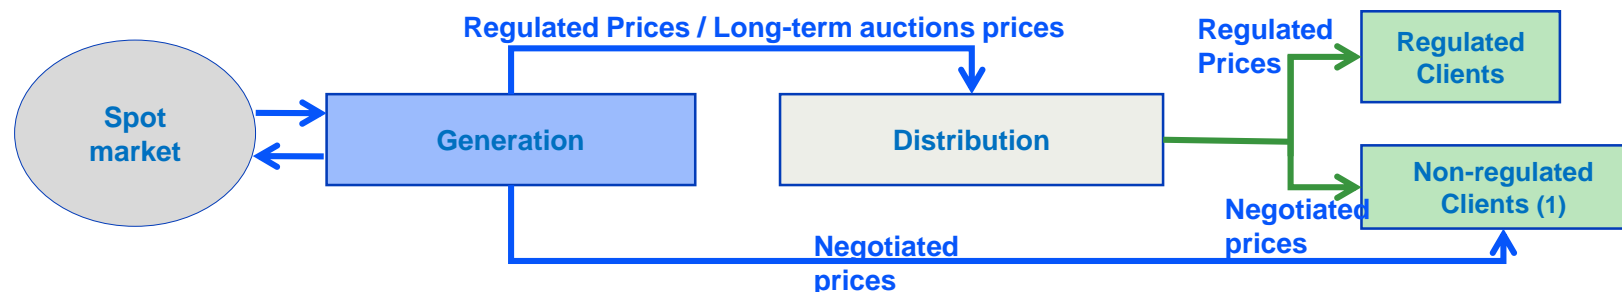 Regulated Prices / Long-term auctions prices
Regulated
Prices
Regulated
Clients
Spot
market
Generation
Distribution
Non-regulated
Clients (1)
Negotiated
prices
Negotiated
prices